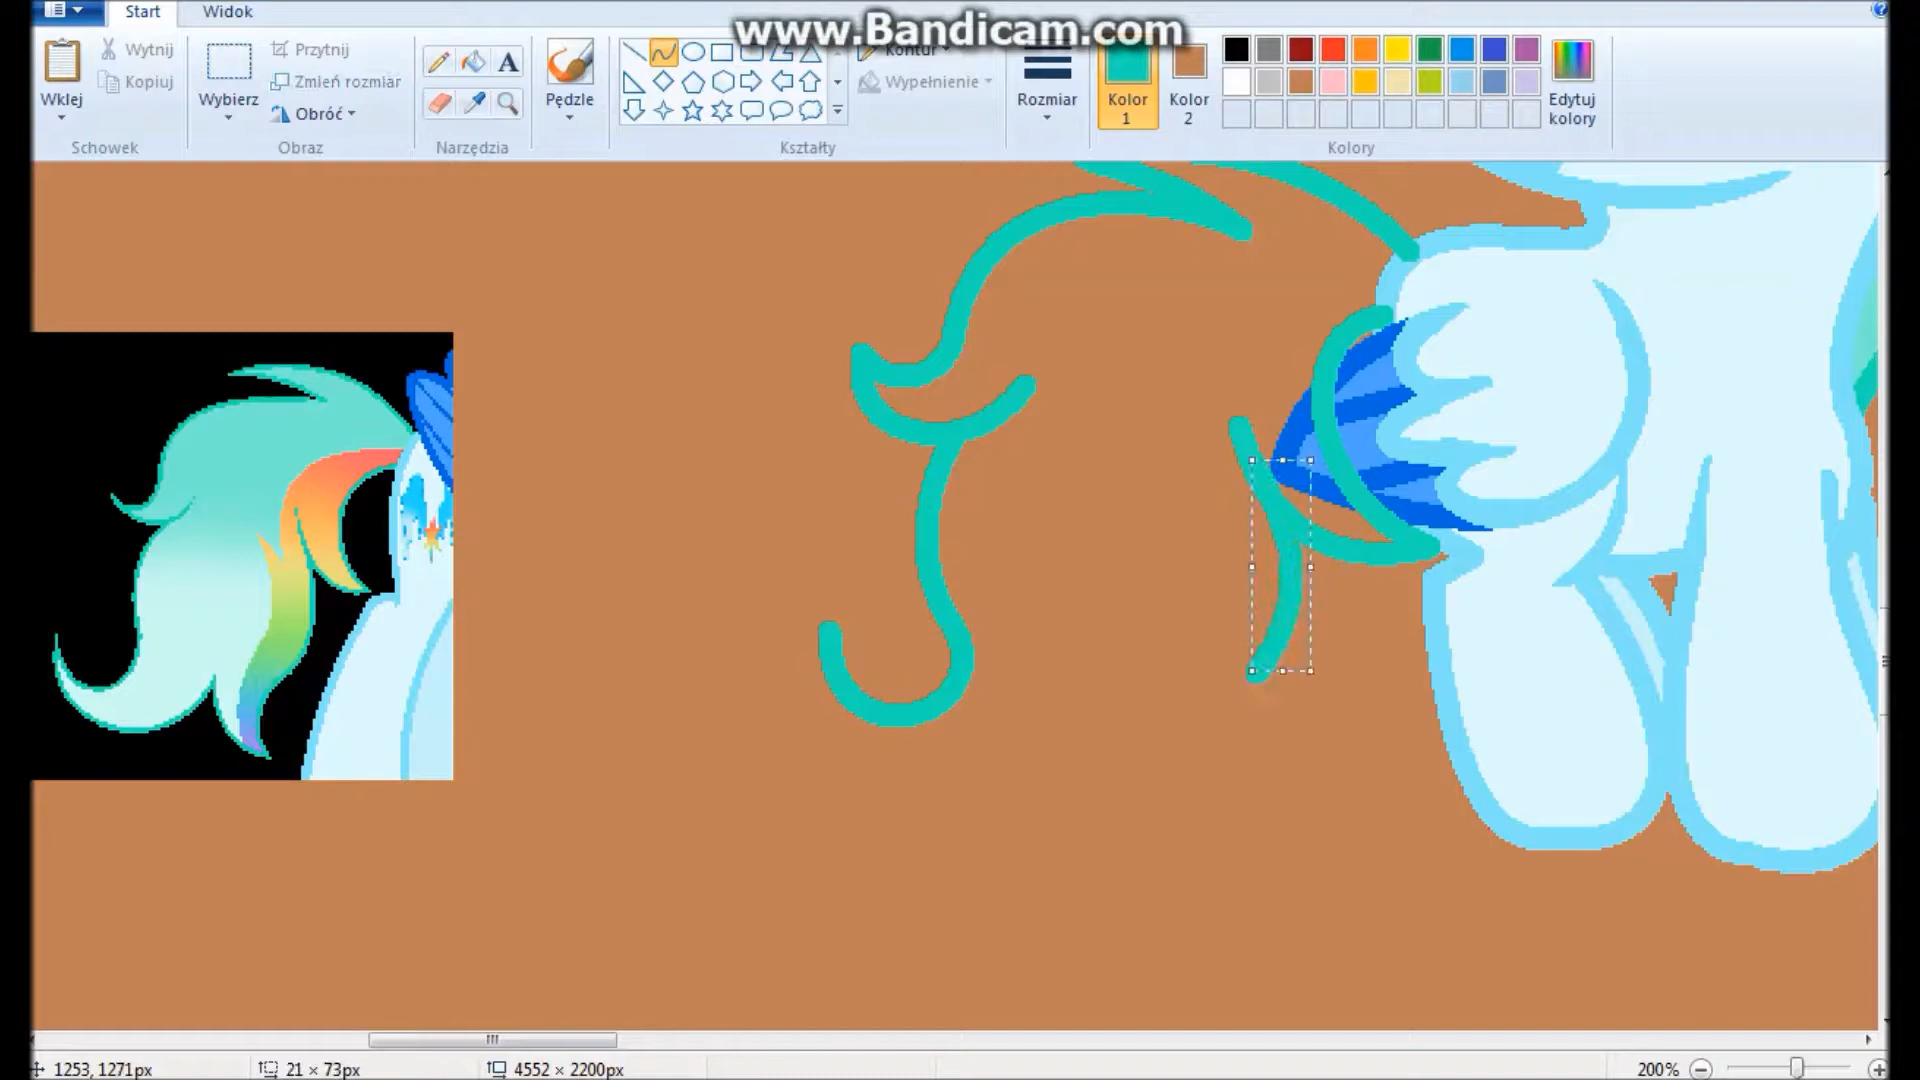 Start Widok
www.Bandicam.com
Wklej
Wytnij
Kopiuj
Schowek
Wybierz
Przytnij
Zmień rozmiar
Obróć
Obraz
A
Narzędzia
Pędzle
Kształty
Kontur
Wypełnienie
Rozmiar
Kolor
1
Kolor
2
Kolory
Edytuj
kolory
1253, 1271px 21 × 73px 4552 × 2200px 200%